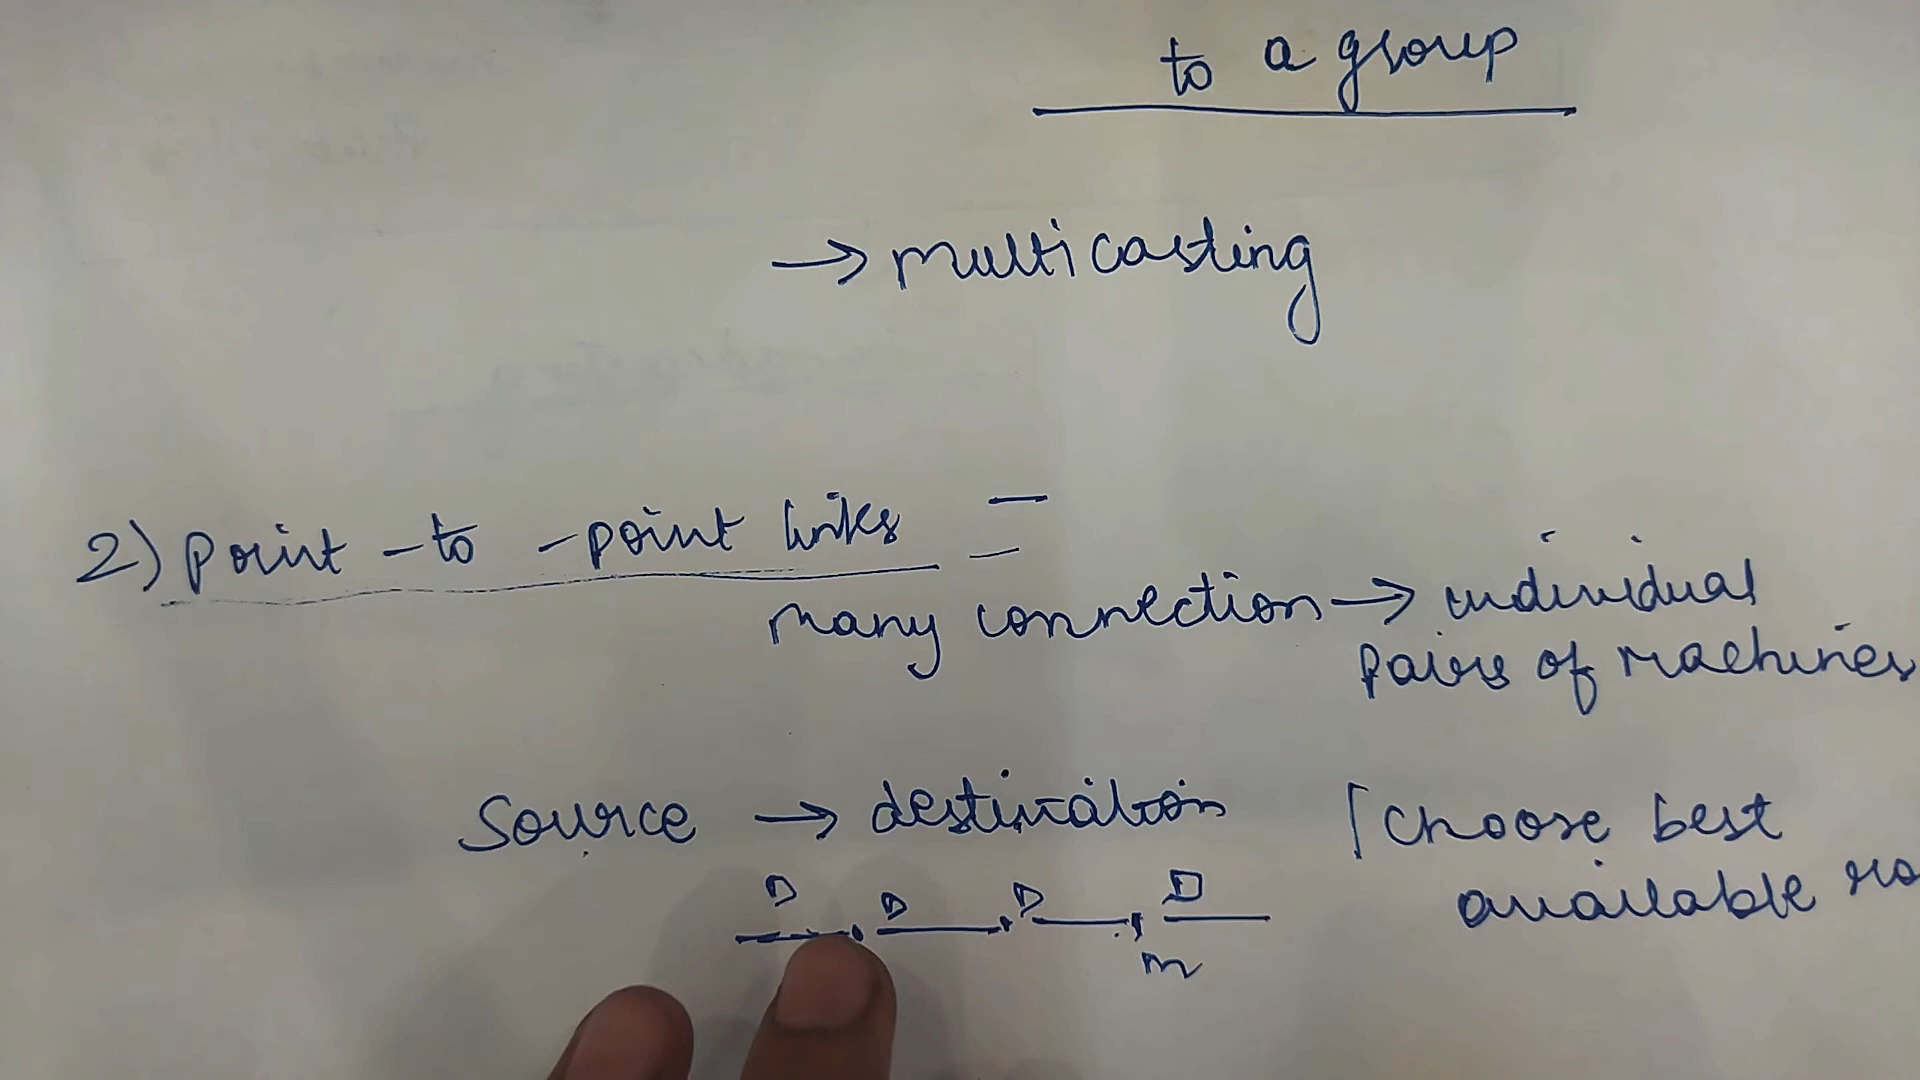 to a group
→ multicasting
2) Point - to - point links =
many connection → individual
pairs of machines
Source → destination [choose best
available
D D D D
m